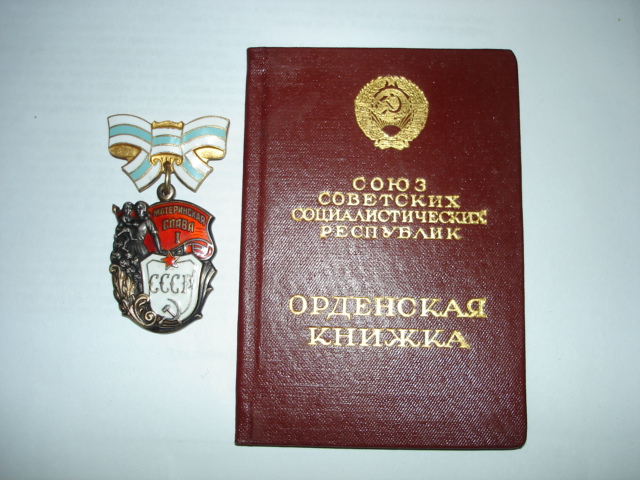 МАТЕРИНСКАЯ
СЛАВА
I
СССР
СОЮЗ
СОВЕТСКИХ
СОЦИАЛИСТИЧЕСКИХ
РЕСПУБЛИК
ОРДЕНСКАЯ
КНИЖКА